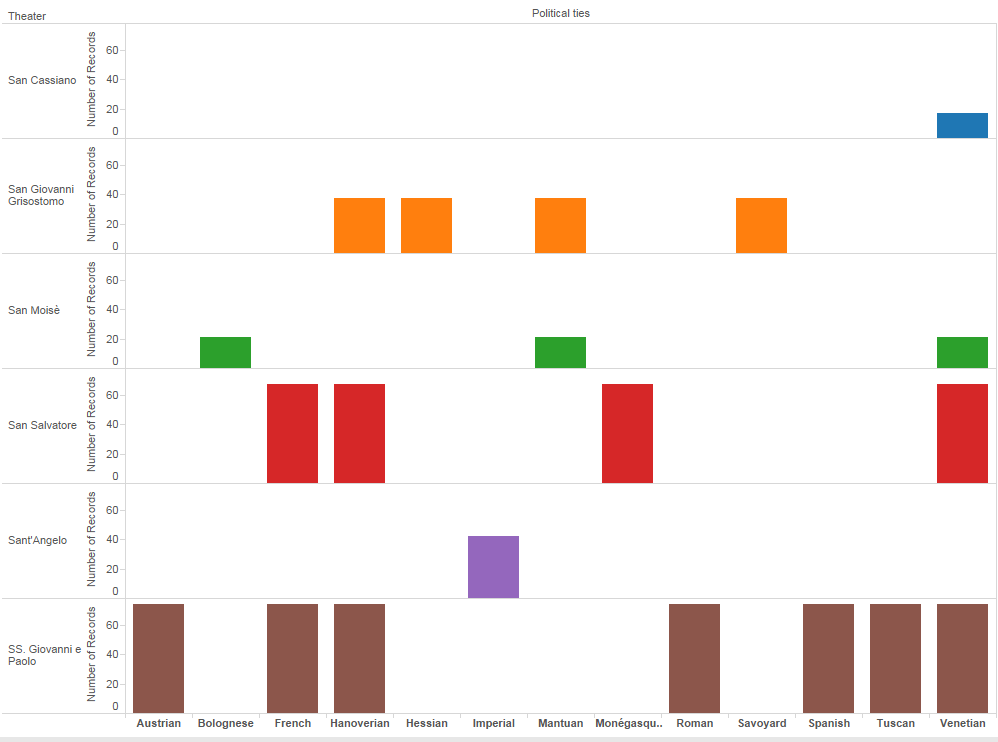 Theater
Political ties
San Cassiano
Number of Records
60
40
20
0
San Giovanni
Grisostomo
Number of Records
60
40
20
0
San Moisè
Number of Records
60
40
20
0
San Salvatore
Number of Records
60
40
20
0
Sant'Angelo
Number of Records
60
40
20
0
SS. Giovanni e
Paolo
Number of Records
60
40
20
0
Austrian Bolognese French Hanoverian Hessian Imperial Mantuan Monégasqu.. Roman Savoyard Spanish Tuscan Venetian